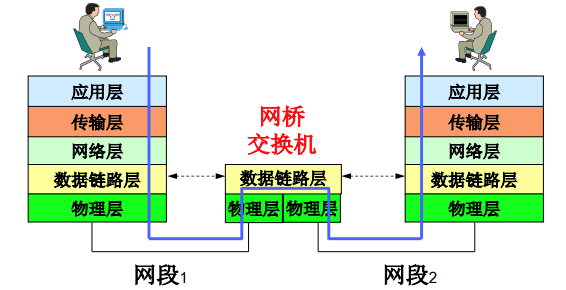 应用层
传输层
网络层
数据链路层
物理层
网桥
交换机
数据链路层
物理层 物理层
应用层
传输层
网络层
数据链路层
物理层
网段1
网段2